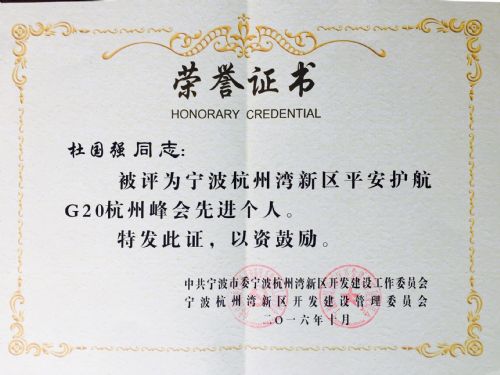 荣誉证书
HONORARY CREDENTIAL
杜国强同志：
被评为宁波杭州湾新区平安护航
G20杭州峰会先进个人。
特发此证，以资鼓励。
中共宁波市委宁波杭州湾新区开发建设工作委员会
宁波杭州湾新区开发建设管理委员会
二〇一六年十月